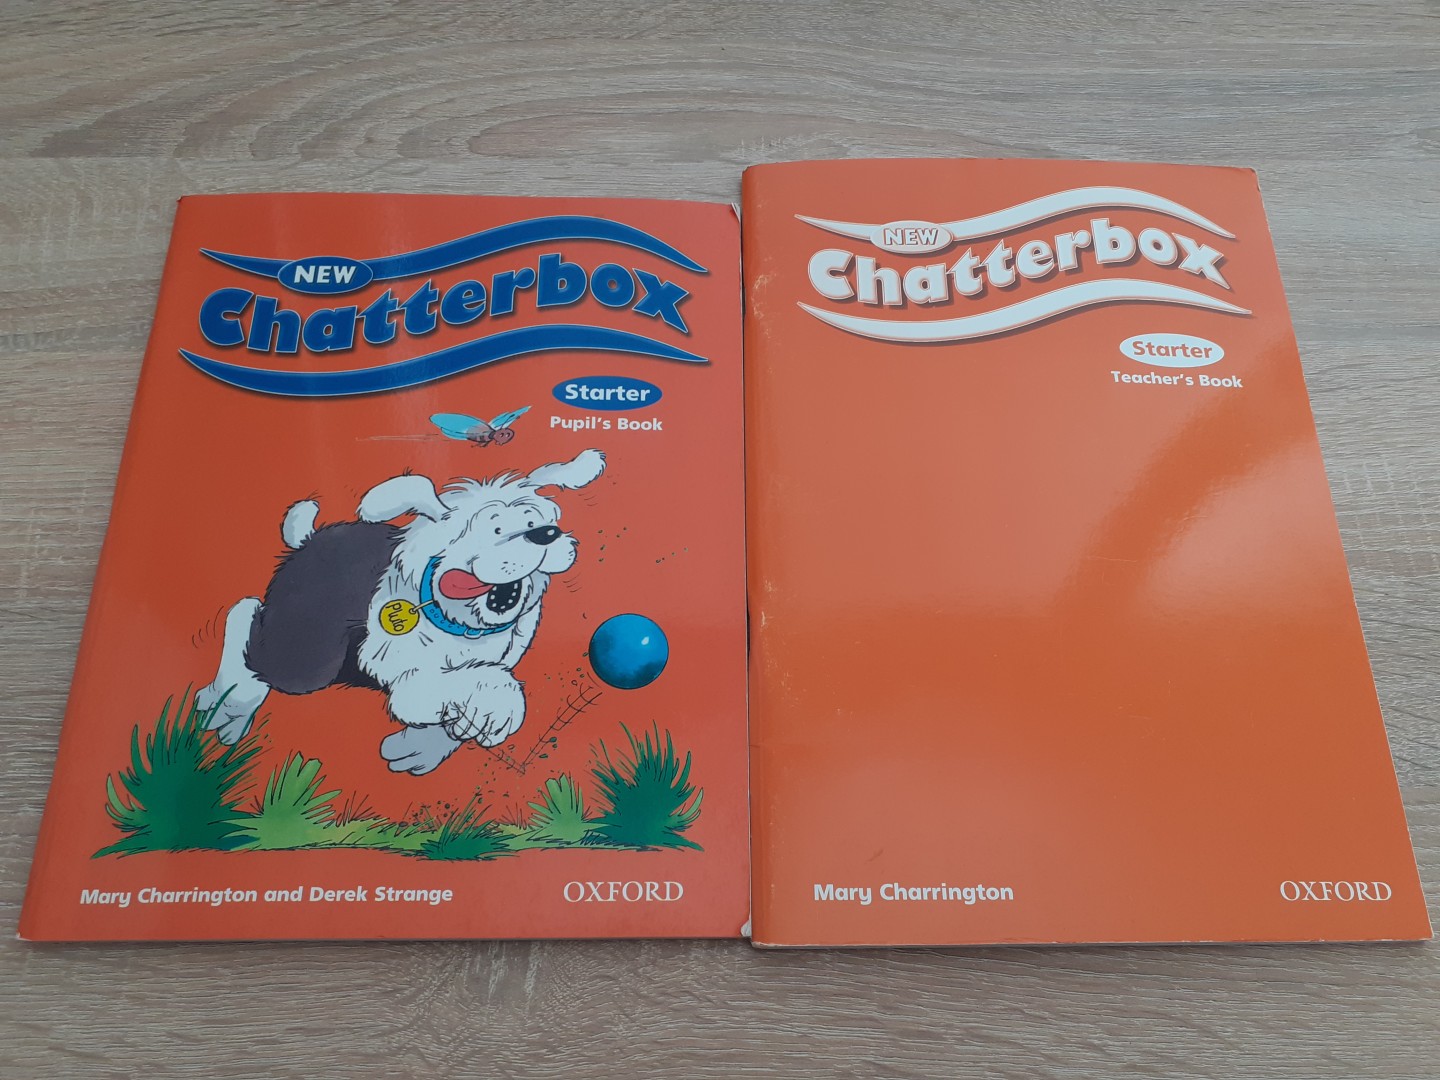 NEW
Chatterbox
Starter
Pupil's Book
Pluto
Mary Charrington and Derek Strange
OXFORD
NEW
Chatterbox
Starter
Teacher's Book
Mary Charrington
OXFORD